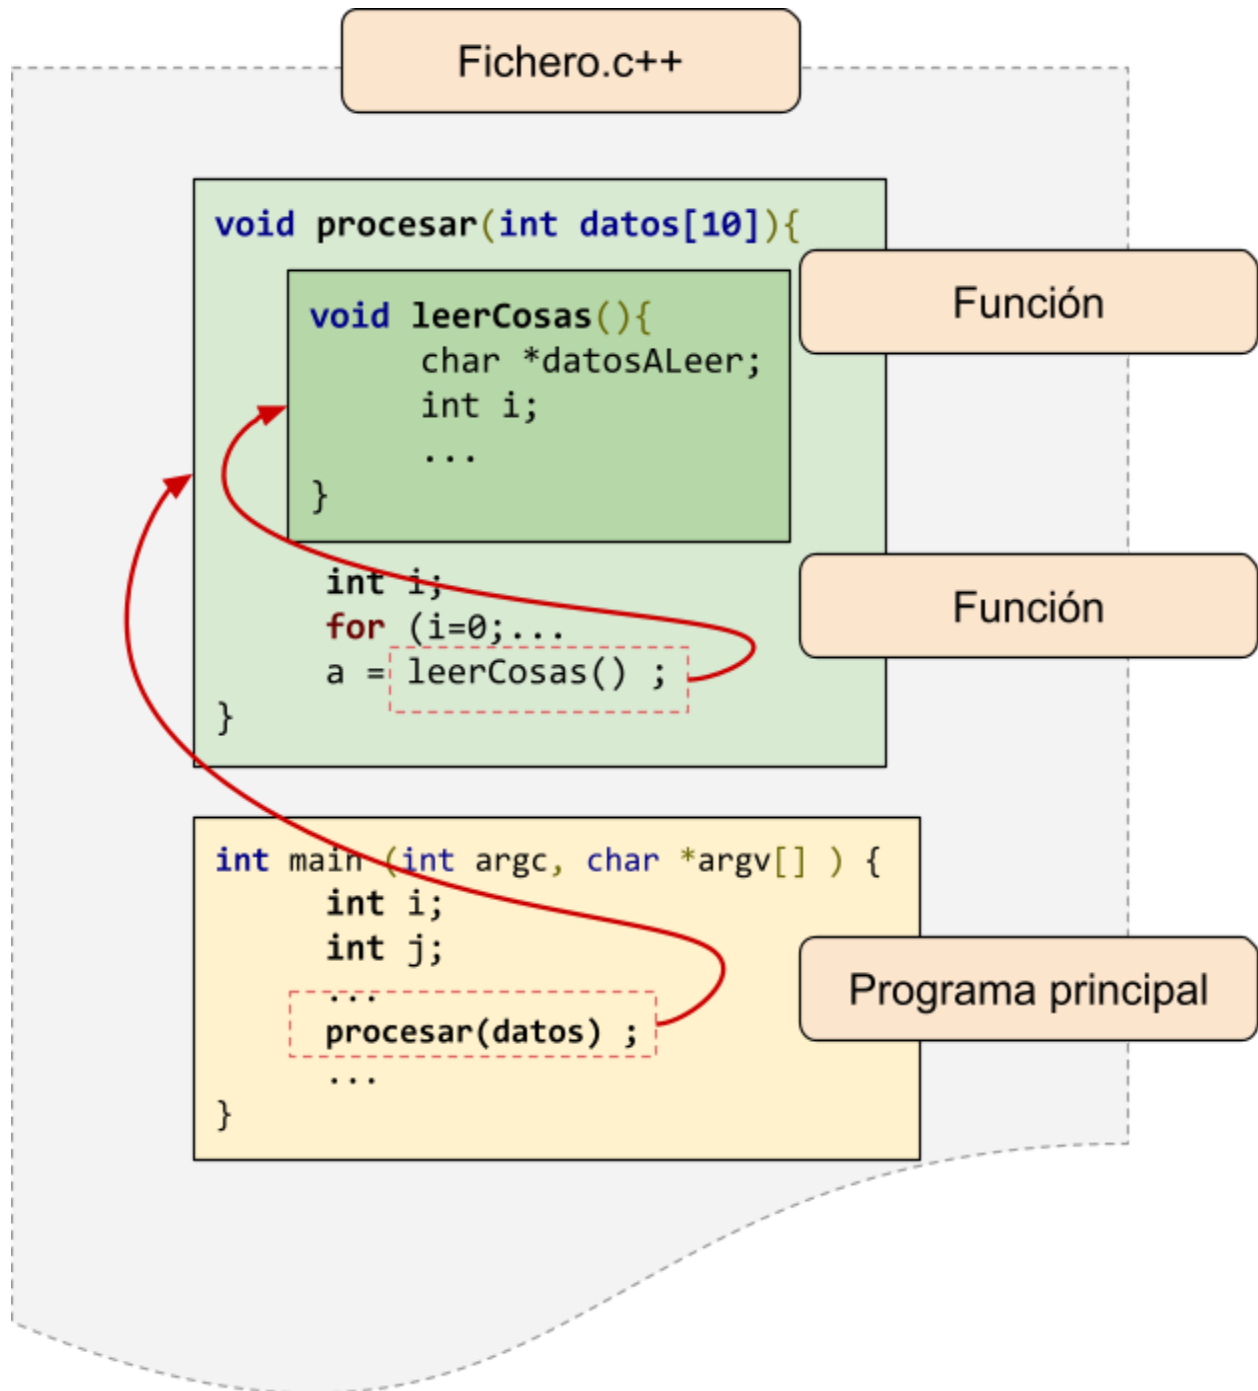 Fichero.c++
void procesar(int datos[10]){
Función
void leerCosas(){
char *datosALeer;
int i;
...
}
Función
int i;
for (i=0;...
a = leerCosas() ;
}
int main (int argc, char *argv[] ) {
int i;
int j;
Programa principal
...
procesar(datos) ;
...
}